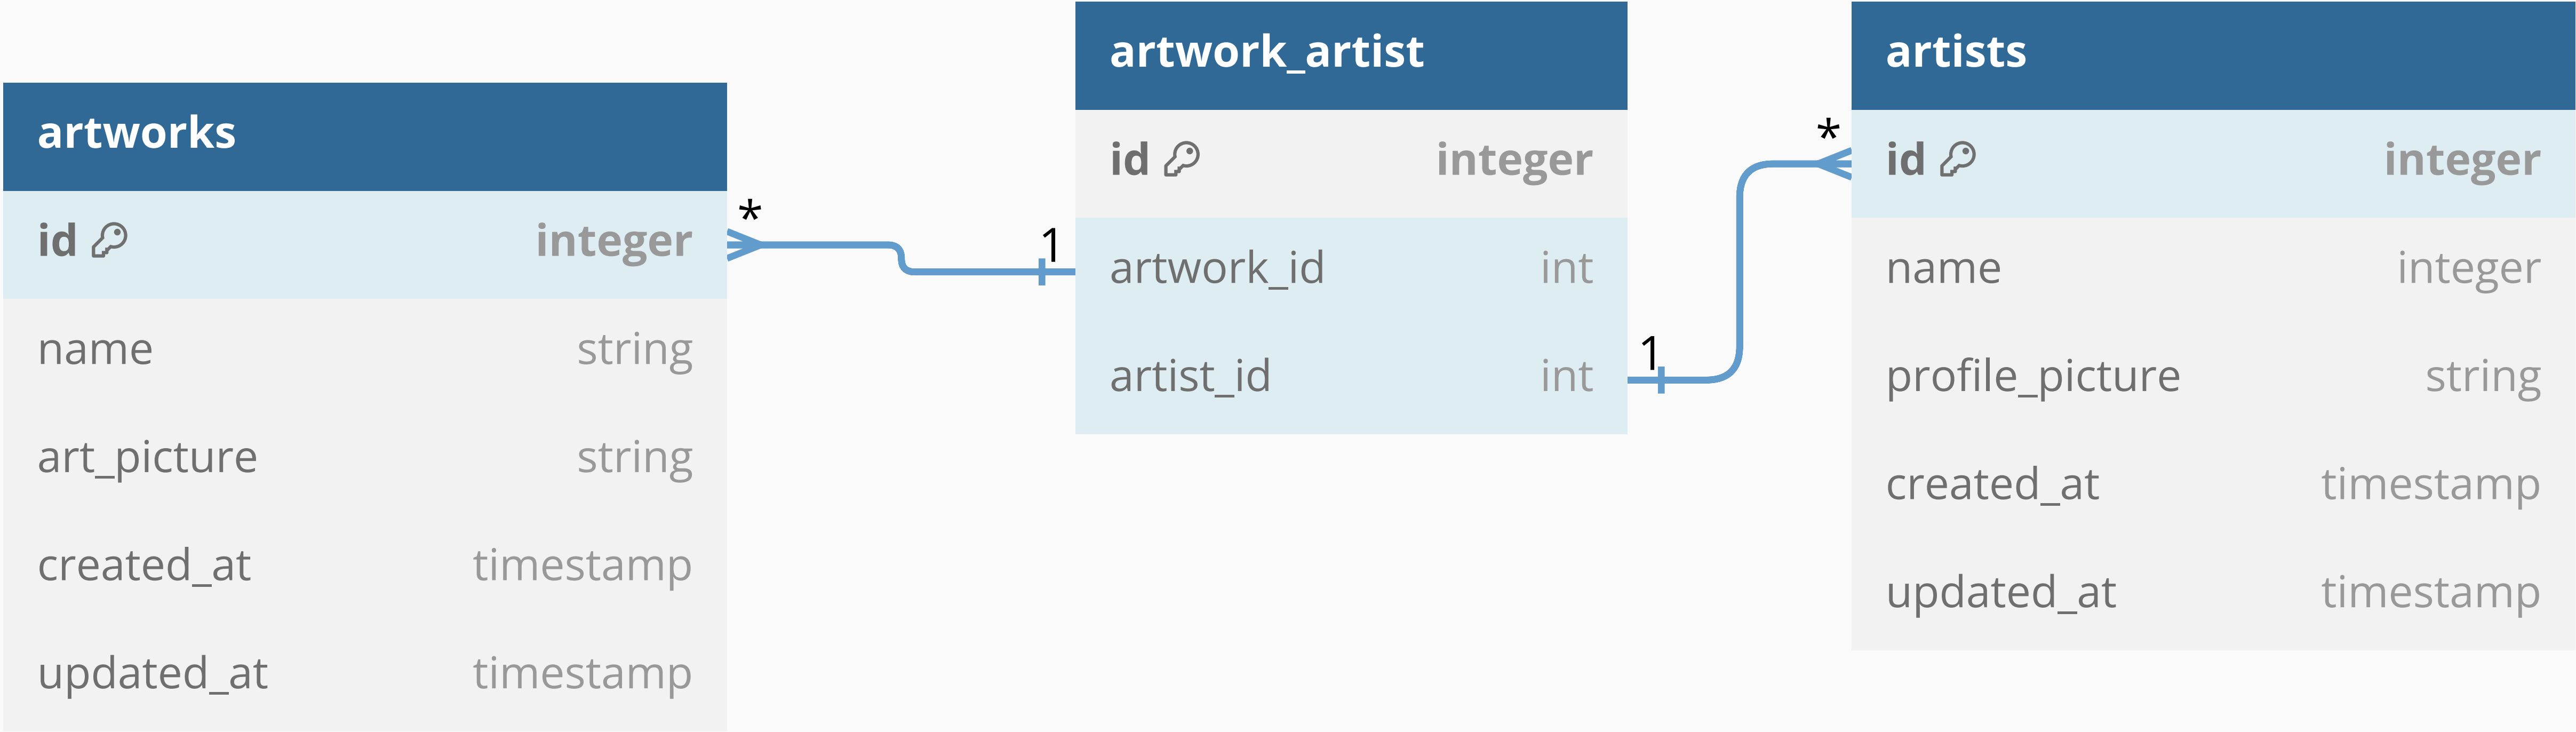 artworks
id integer
name string
art_picture string
created_at timestamp
updated_at timestamp
* 1
artwork_artist
id integer
artwork_id int
artist_id int
1 *
artists
id integer
name integer
profile_picture string
created_at timestamp
updated_at timestamp